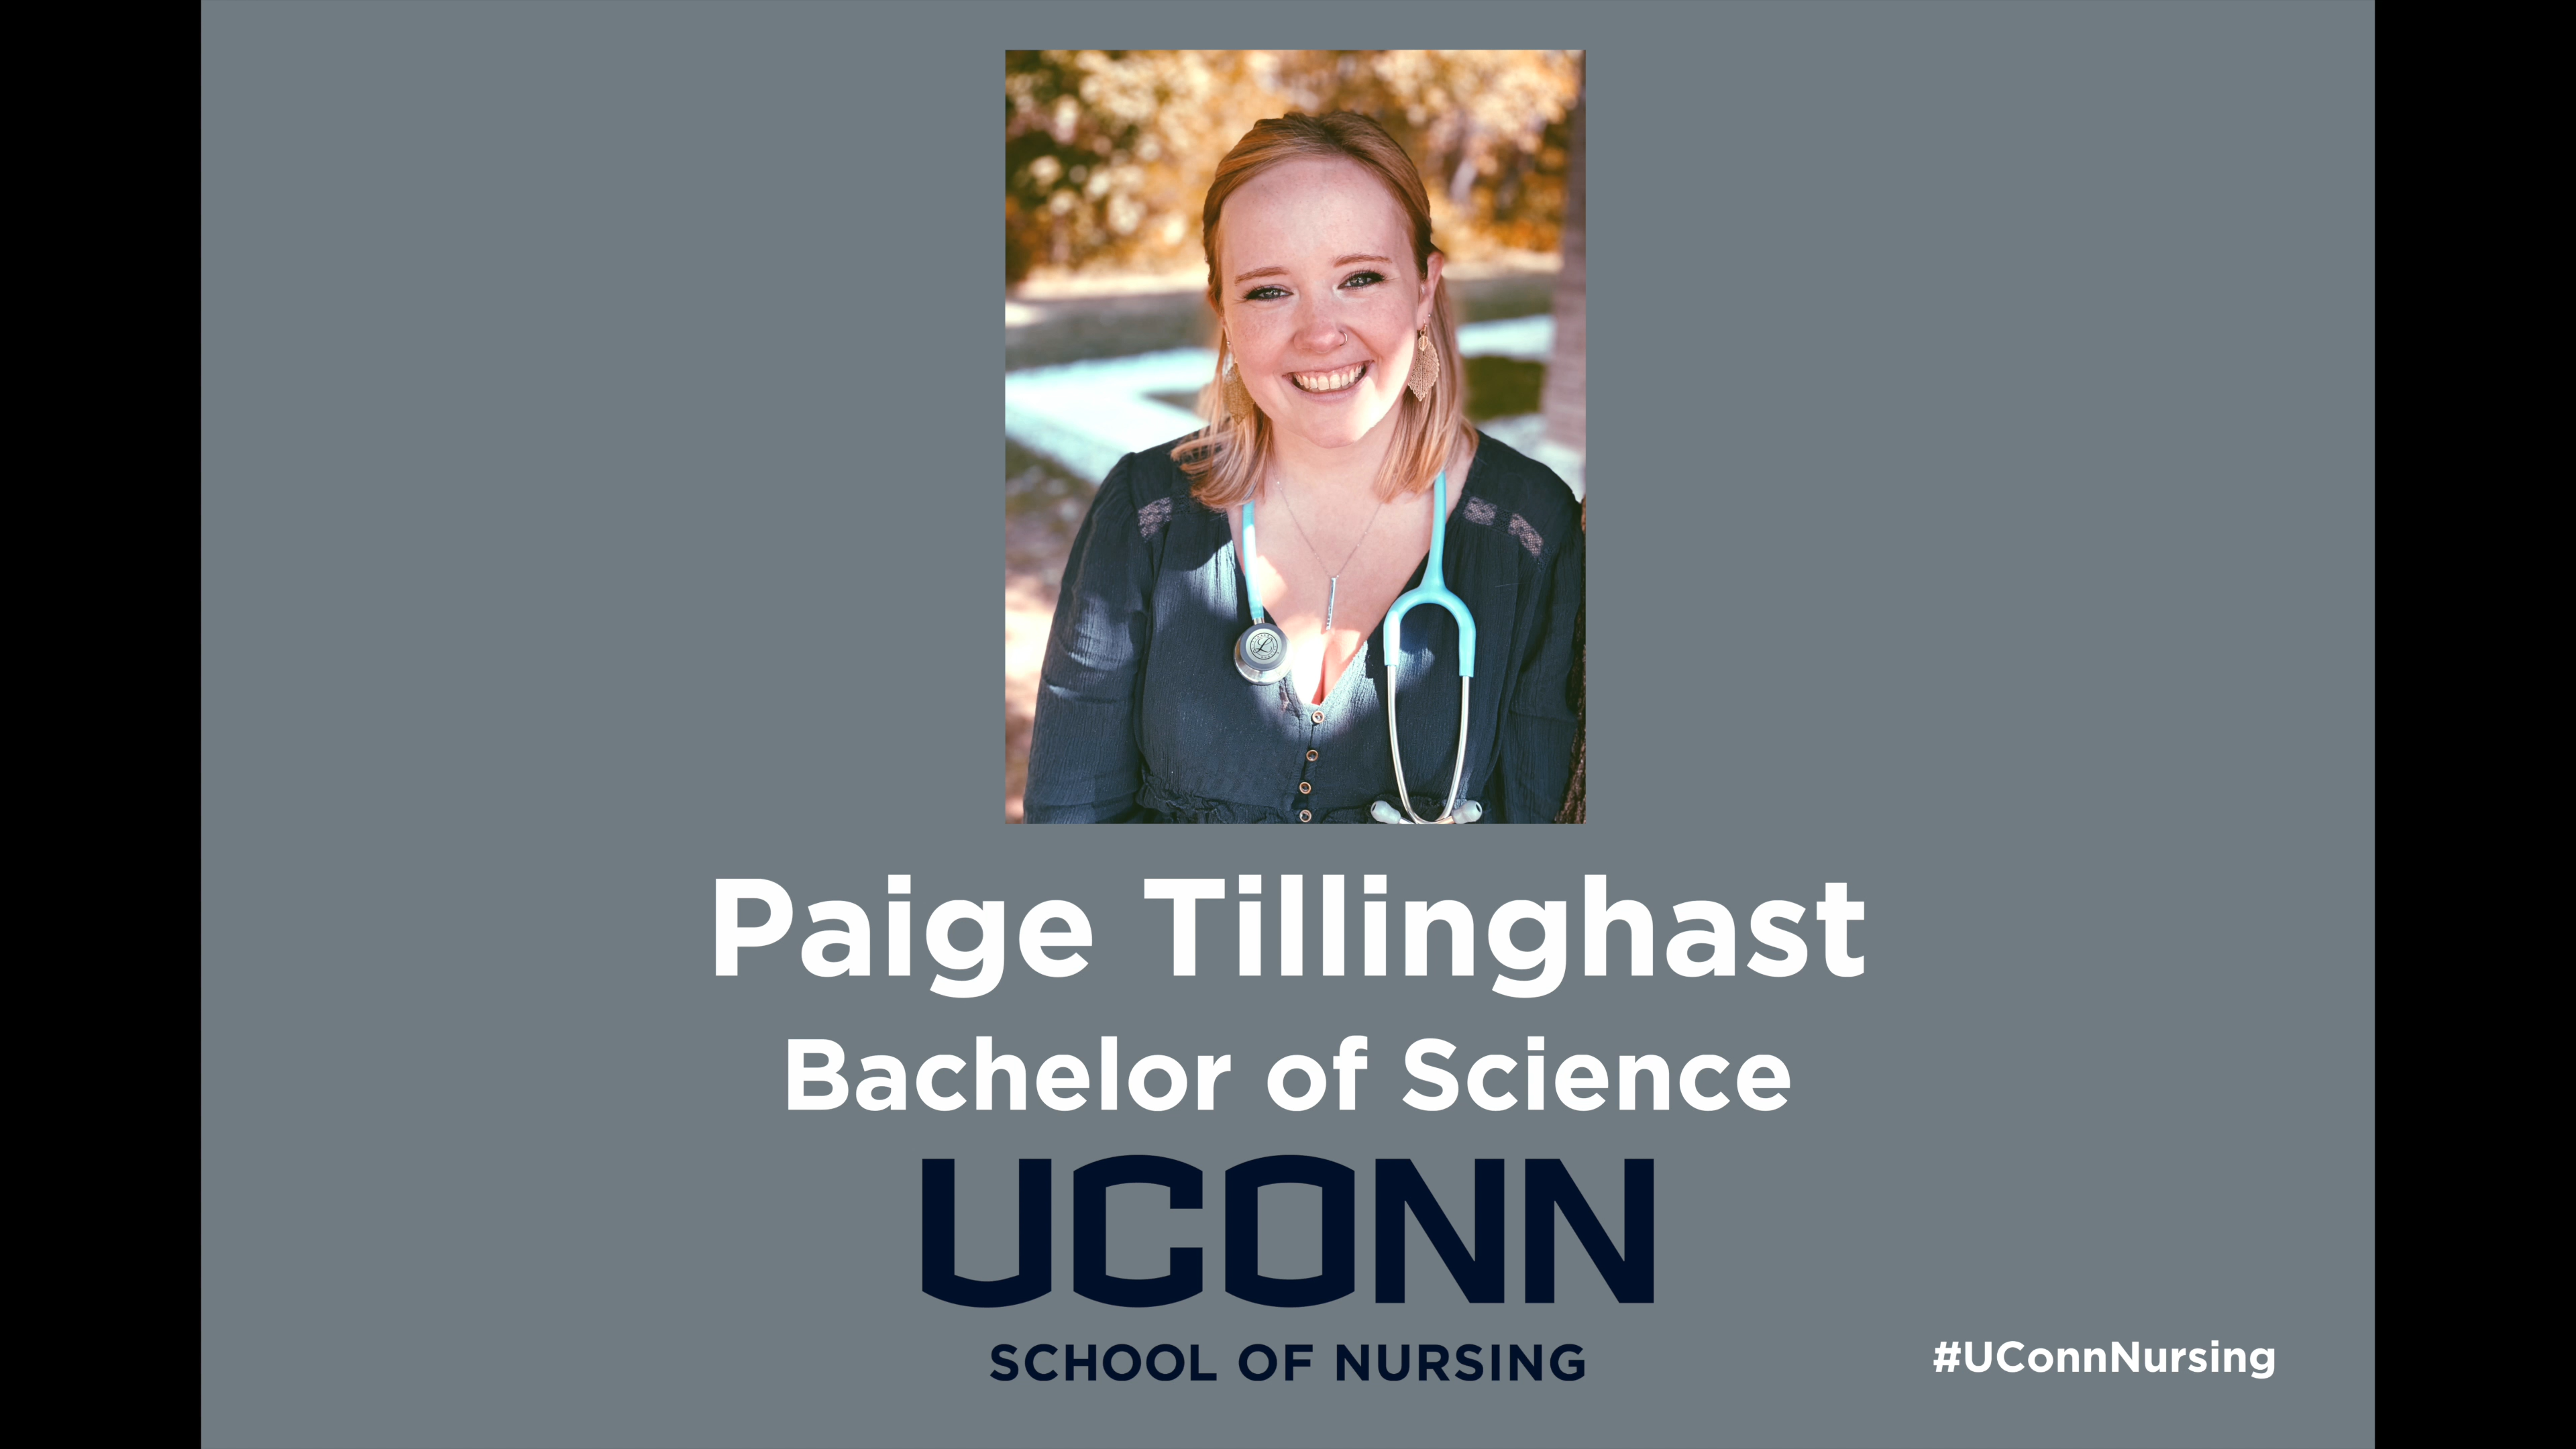 Paige Tillinghast
Bachelor of Science
UCONN
SCHOOL OF NURSING
#UConnNursing